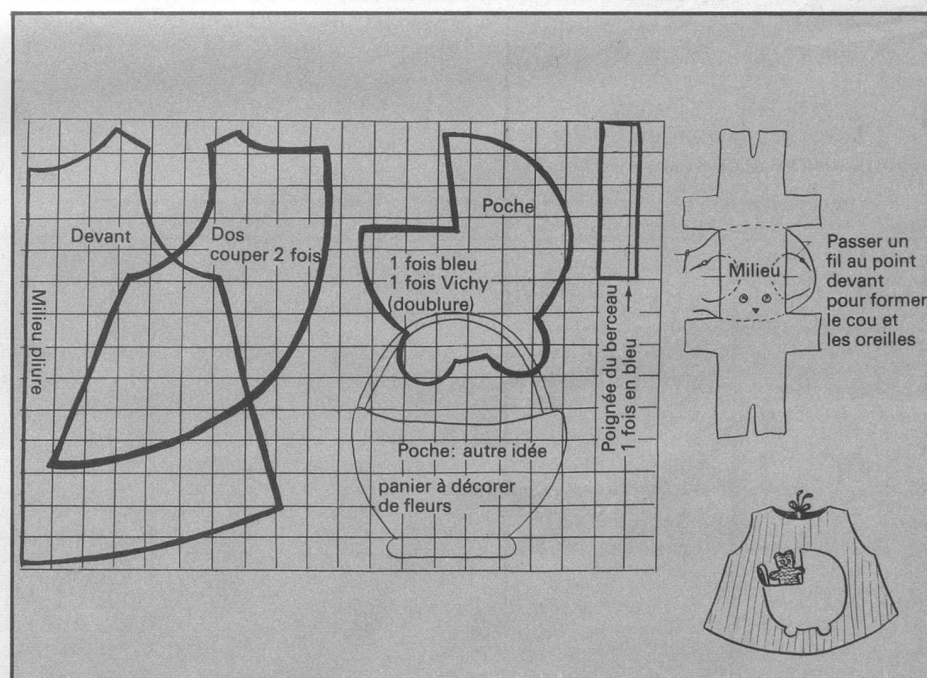 Devant
Dos
couper 2 fois
Milieu pliure
Poche
1 fois bleu
1 fois Vichy
(doublure)
Poignée du berceau
1 fois en bleu
Poche: autre idée
panier à décorer
de fleurs
Milieu
Passer un
fil au point
devant
pour former
le cou et
les oreilles